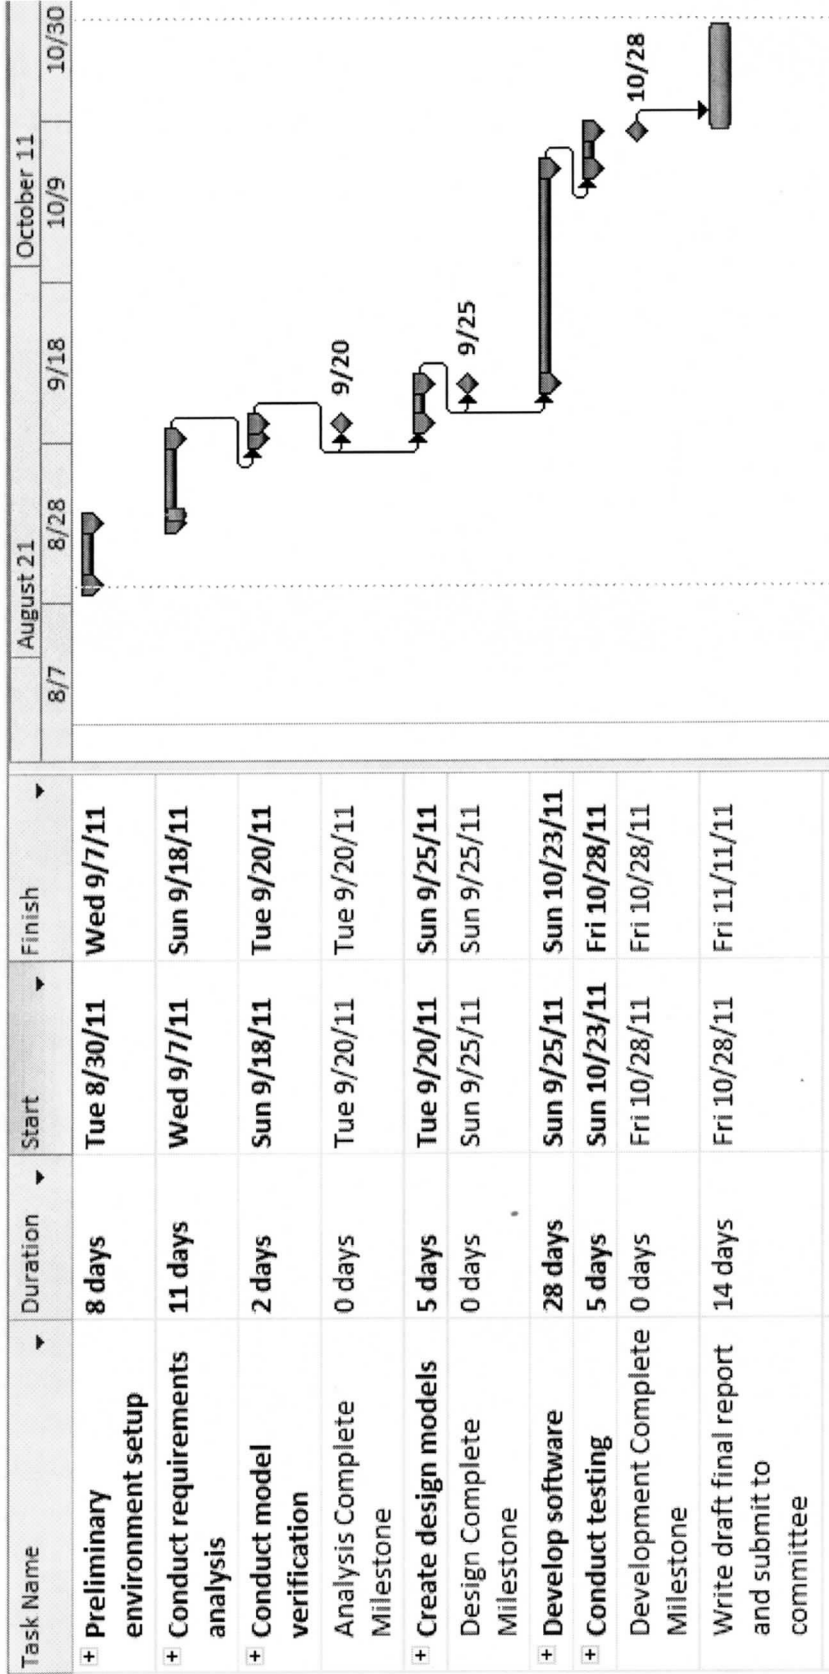 Task Name Duration Start Finish
August 21 October 11
8/7 8/28 9/18 10/9 10/30
+ Preliminary 8 days Tue 8/30/11 Wed 9/7/11
environment setup
+ Conduct requirements 11 days Wed 9/7/11 Sun 9/18/11
analysis
+ Conduct model 2 days Sun 9/18/11 Tue 9/20/11
verification
Analysis Complete 0 days Tue 9/20/11 Tue 9/20/11 9/20
Milestone
+ Create design models 5 days Tue 9/20/11 Sun 9/25/11
Design Complete 0 days Sun 9/25/11 Sun 9/25/11 9/25
Milestone
+ Develop software 28 days Sun 9/25/11 Sun 10/23/11
+ Conduct testing 5 days Sun 10/23/11 Fri 10/28/11
Development Complete 0 days Fri 10/28/11 Fri 10/28/11 10/28
Milestone
Write draft final report 14 days Fri 10/28/11 Fri 11/11/11
and submit to
committee